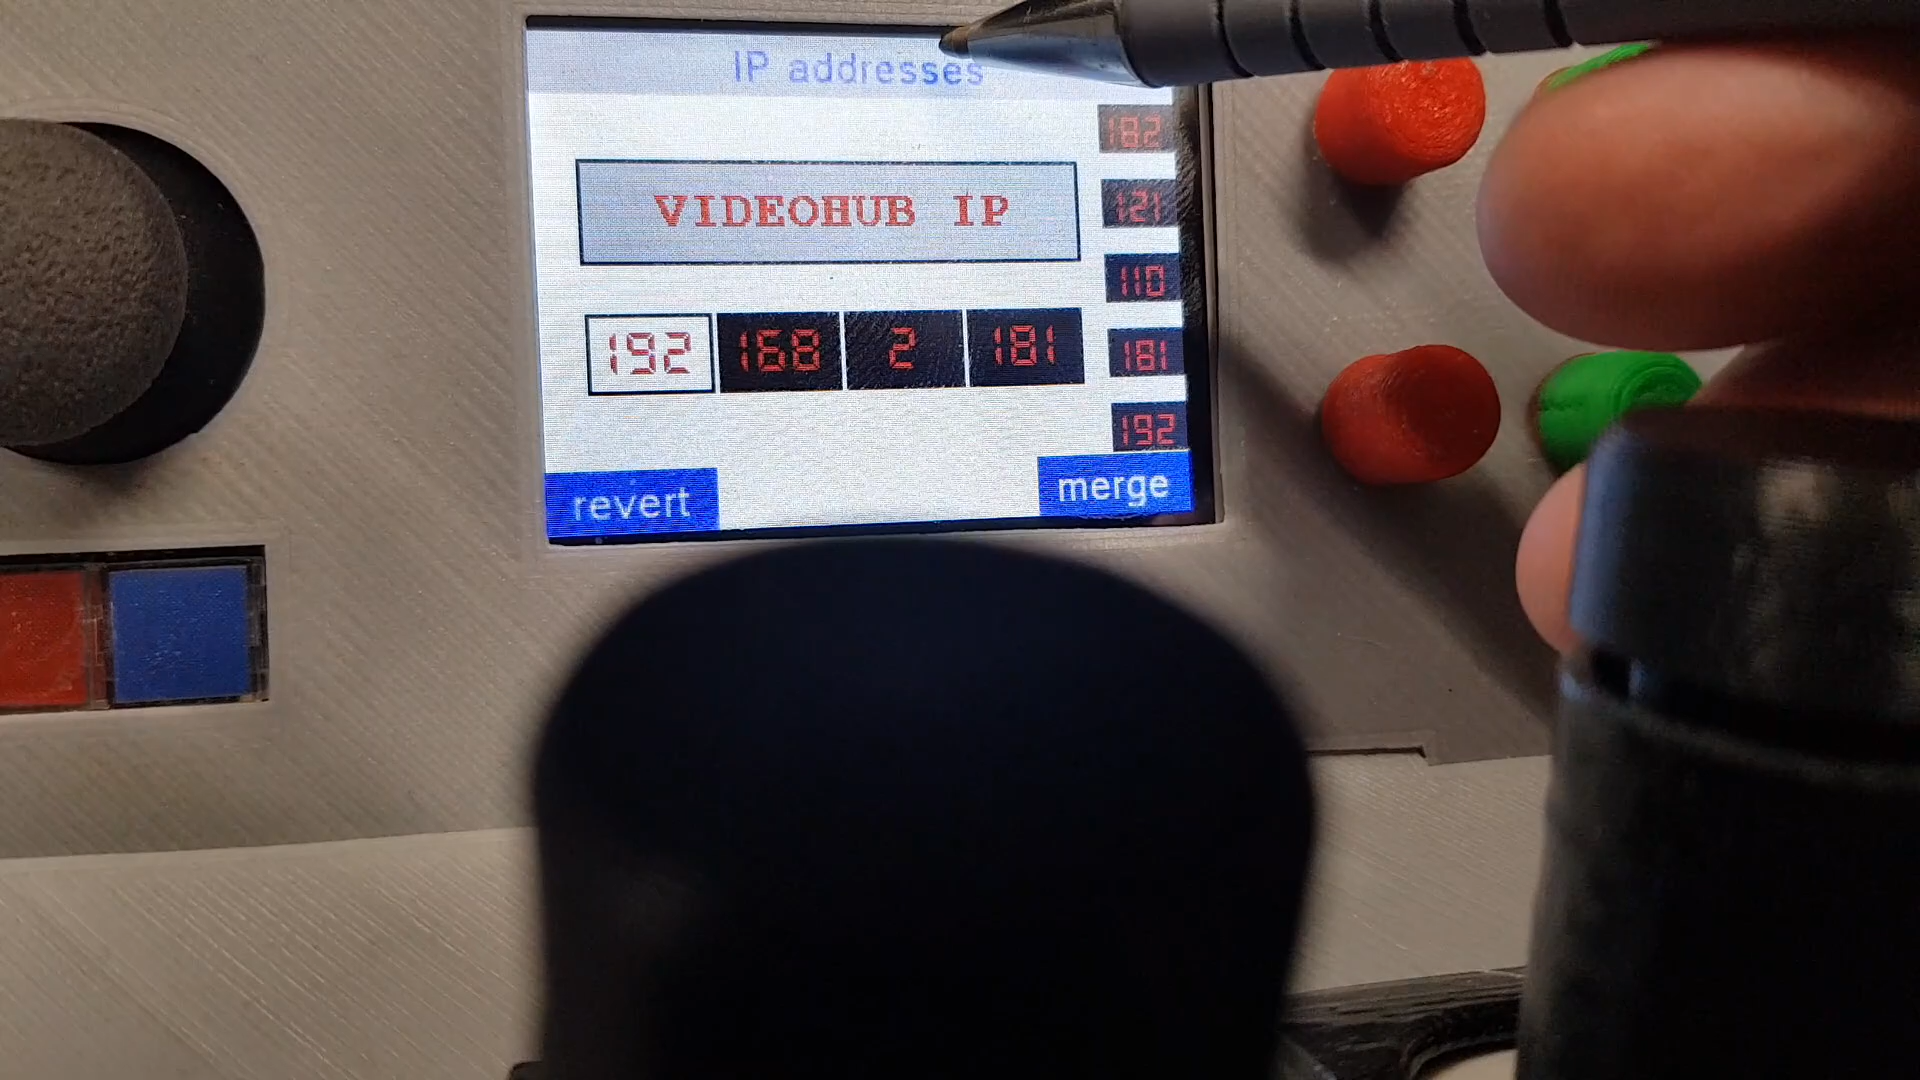 IP addresses
182
VIDEOHUB IP
121
110
192 168 2 181
181
192
revert
merge